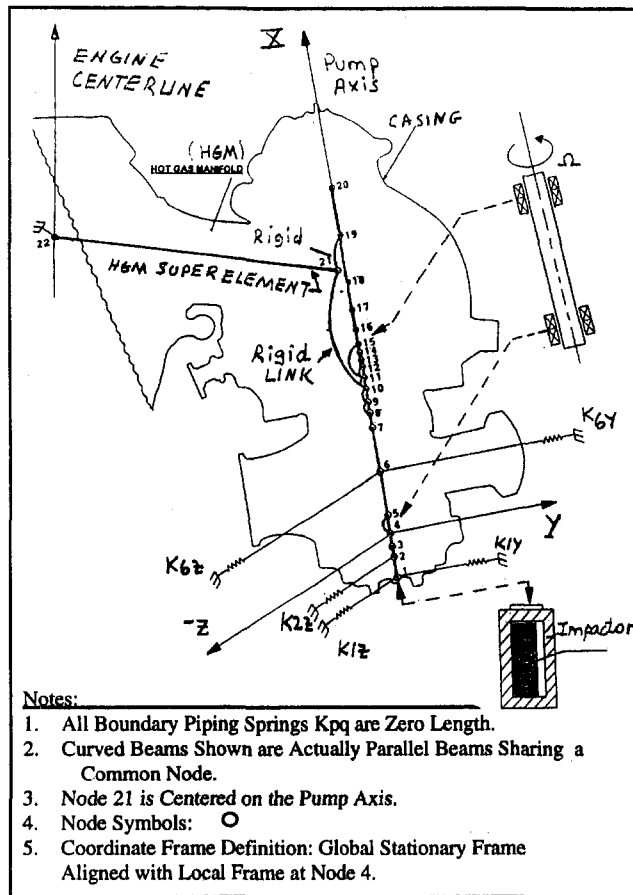 ENGINE
CENTERLINE
X
Pump
Axis
CASING
(HGM)
HOT GAS MANIFOLD
Ω
20
19
Rigid
22
21
HGM SUPERELEMENT
18
17
16
15
Rigid
LINK
11
10
9
8
7
K6Y
6
5
4
Y
3
2
K1Y
K6Z
K2Z
K1Z
-Z
Impactor
Notes:
1. All Boundary Piping Springs Kpq are Zero Length.
2. Curved Beams Shown are Actually Parallel Beams Sharing a
Common Node.
3. Node 21 is Centered on the Pump Axis.
4. Node Symbols: O
5. Coordinate Frame Definition: Global Stationary Frame
Aligned with Local Frame at Node 4.